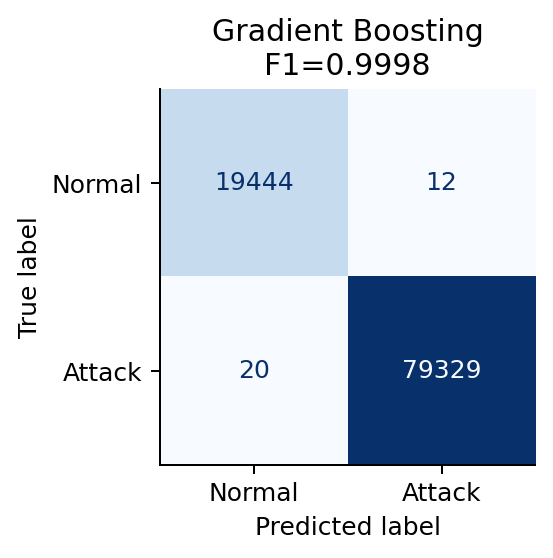 Gradient Boosting
F1=0.9998
True label
Normal
19444
12
Attack
20
79329
Normal
Attack
Predicted label